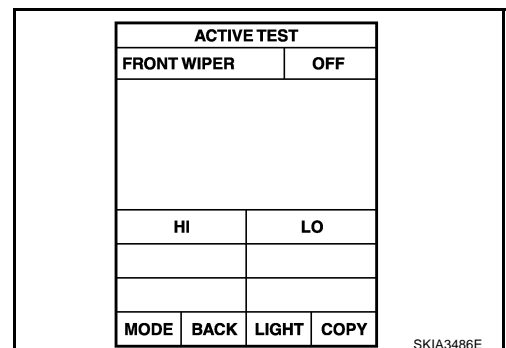 ACTIVE TEST
FRONT WIPER OFF
HI LO
MODE BACK LIGHT COPY
SKIA3486E